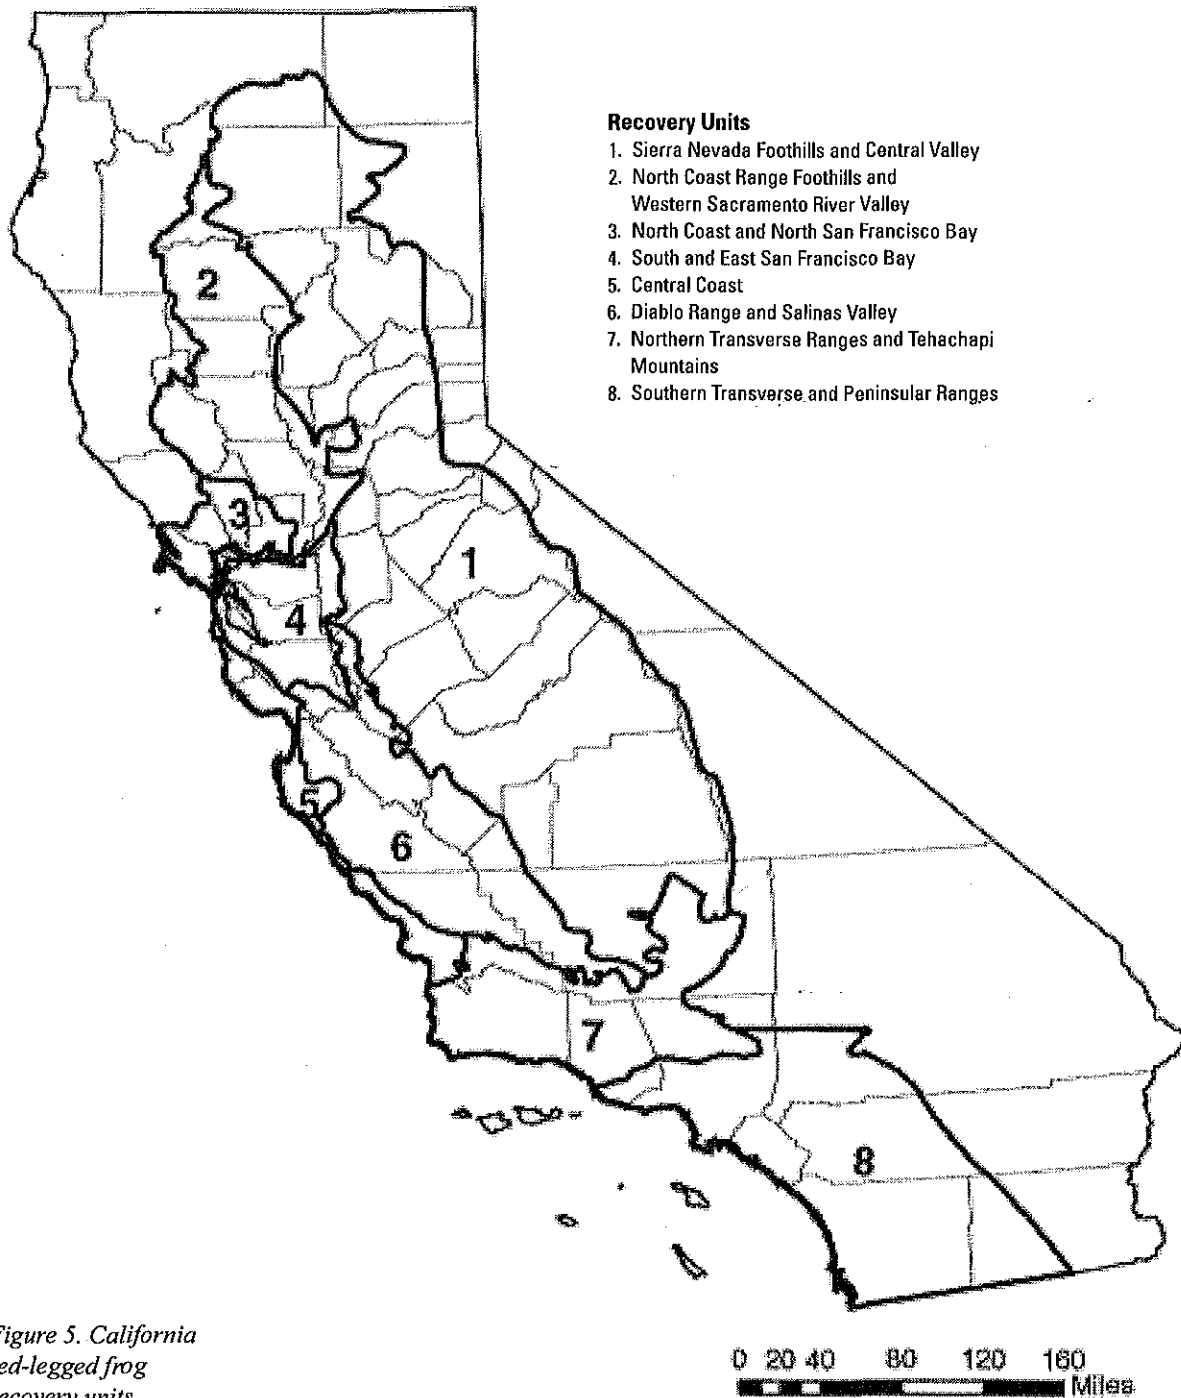 Recovery Units
1. Sierra Nevada Foothills and Central Valley
2. North Coast Range Foothills and
Western Sacramento River Valley
3. North Coast and North San Francisco Bay
4. South and East San Francisco Bay
5. Central Coast
6. Diablo Range and Salinas Valley
7. Northern Transverse Ranges and Tehachapi
Mountains
8. Southern Transverse and Peninsular Ranges
2
3
1
4
5
6
7
8
Figure 5. California
ed-legged frog
ecovery units
0 20 40 80 120 160
Miles